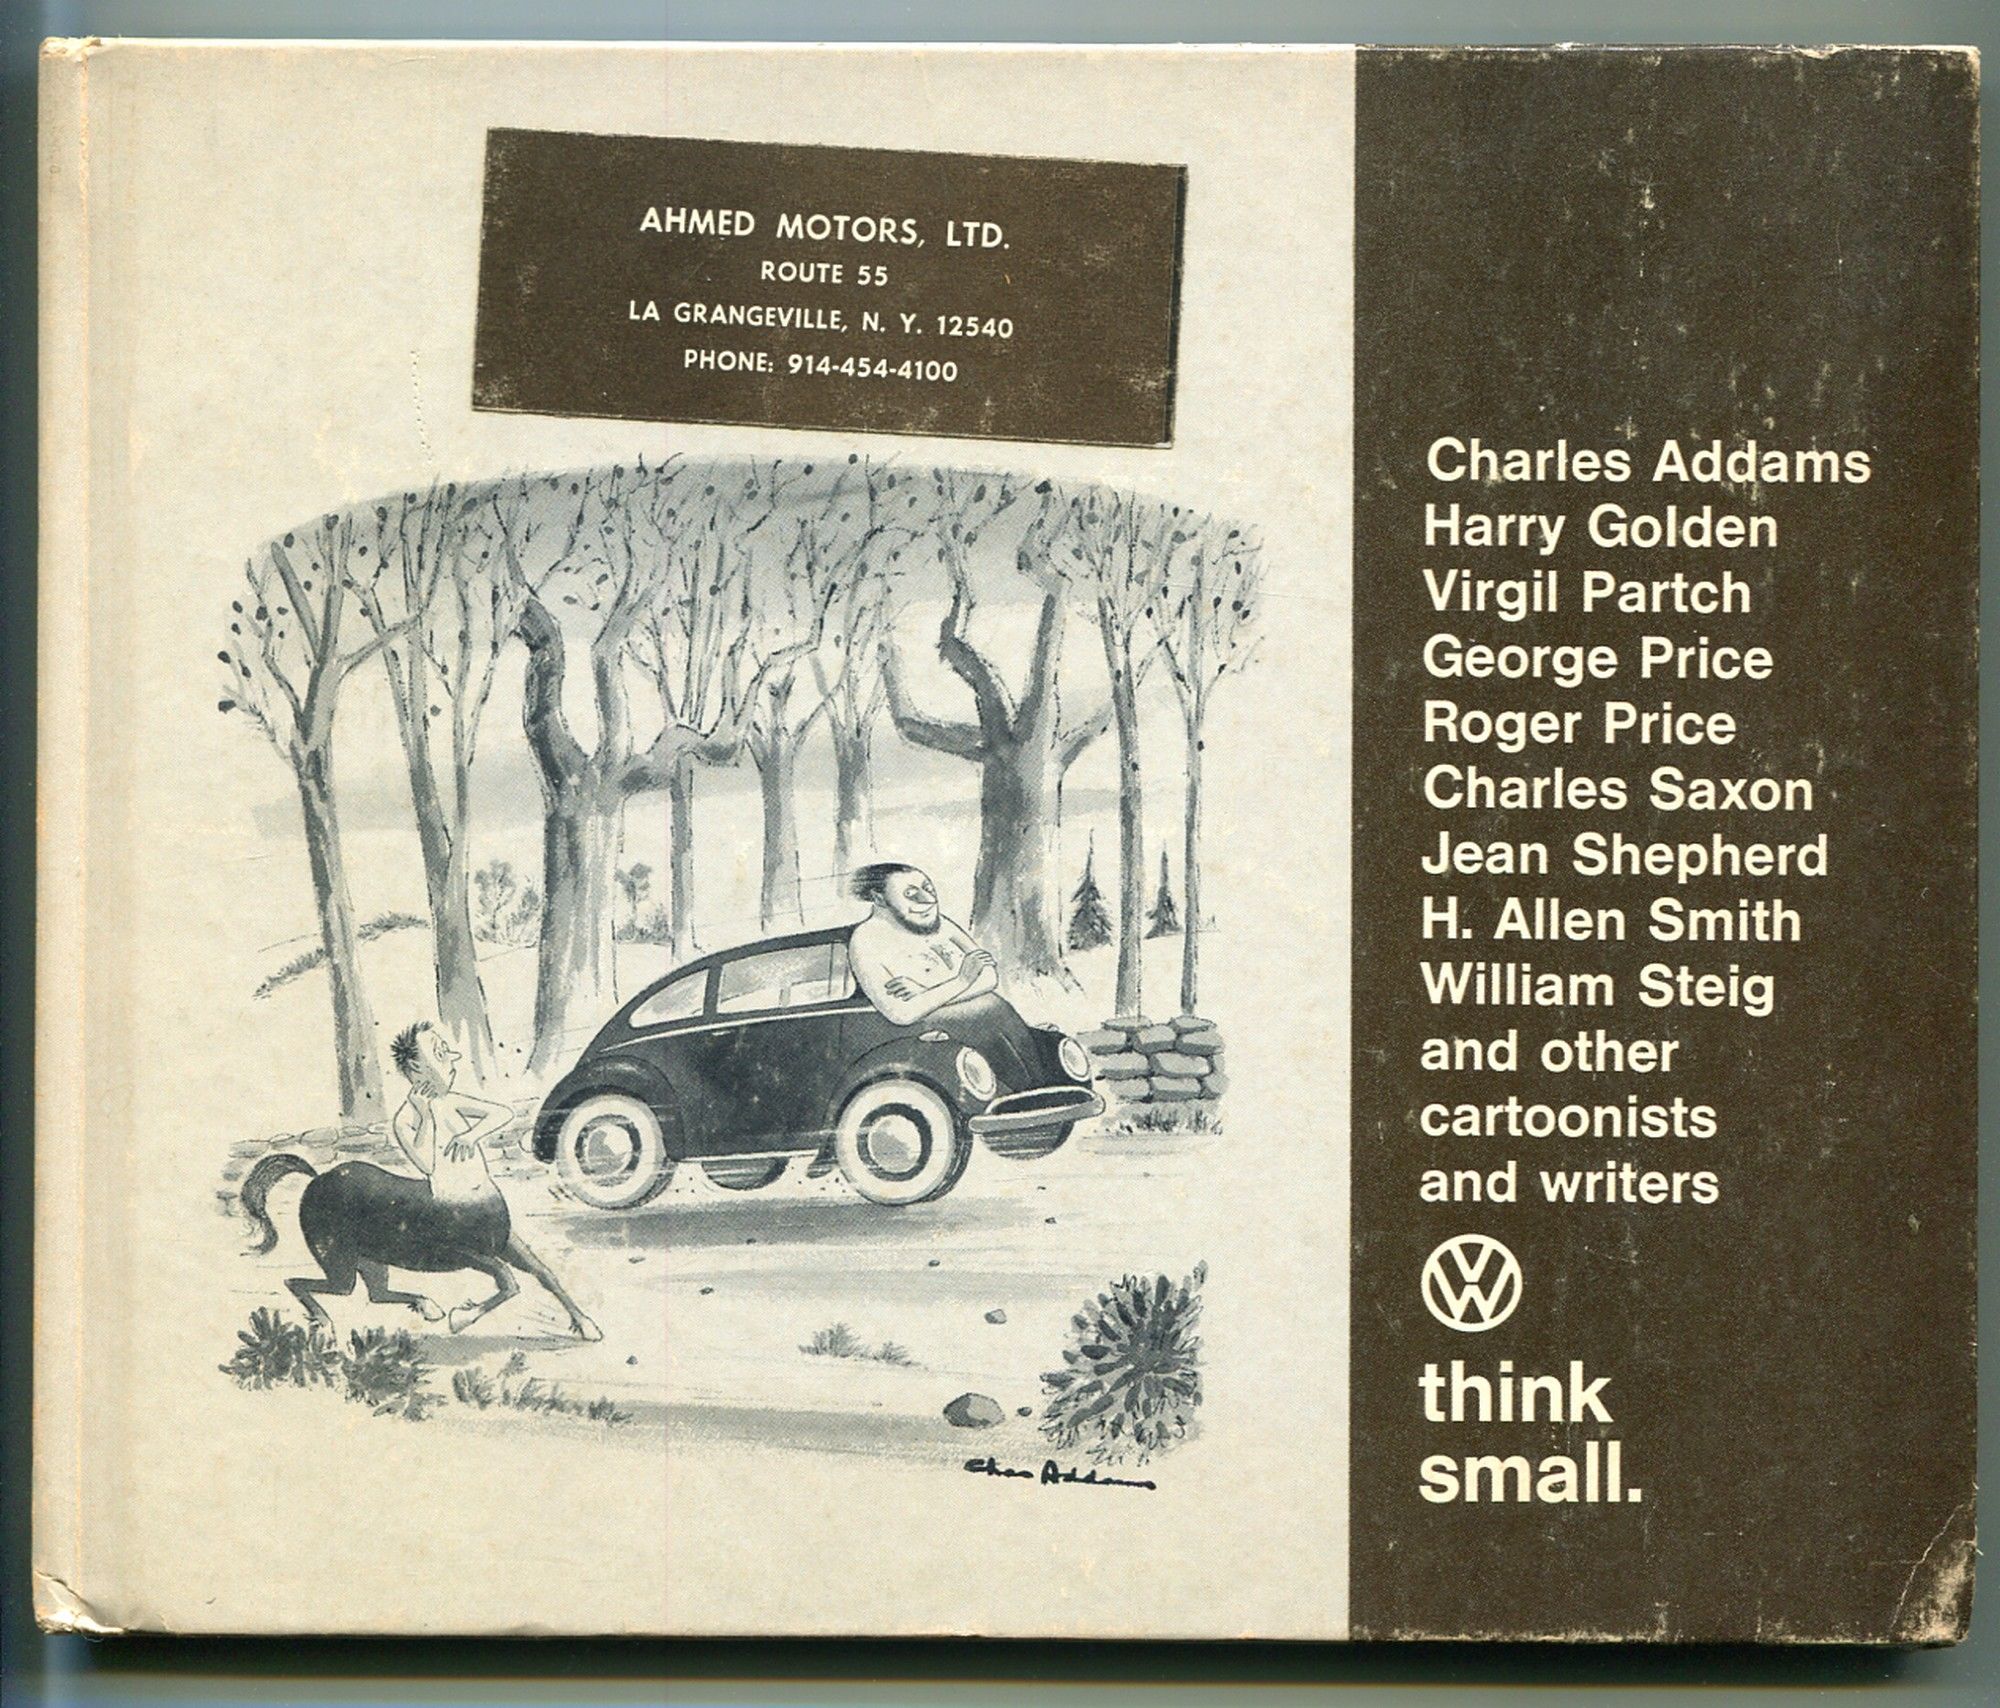 AHMED MOTORS, LTD.
ROUTE 55
LA GRANGEVILLE, N. Y. 12540
PHONE: 914-454-4100
Chas Addams
Charles Addams
Harry Golden
Virgil Partch
George Price
Roger Price
Charles Saxon
Jean Shepherd
H. Allen Smith
William Steig
and other
cartoonists
and writers
VW
think
small.